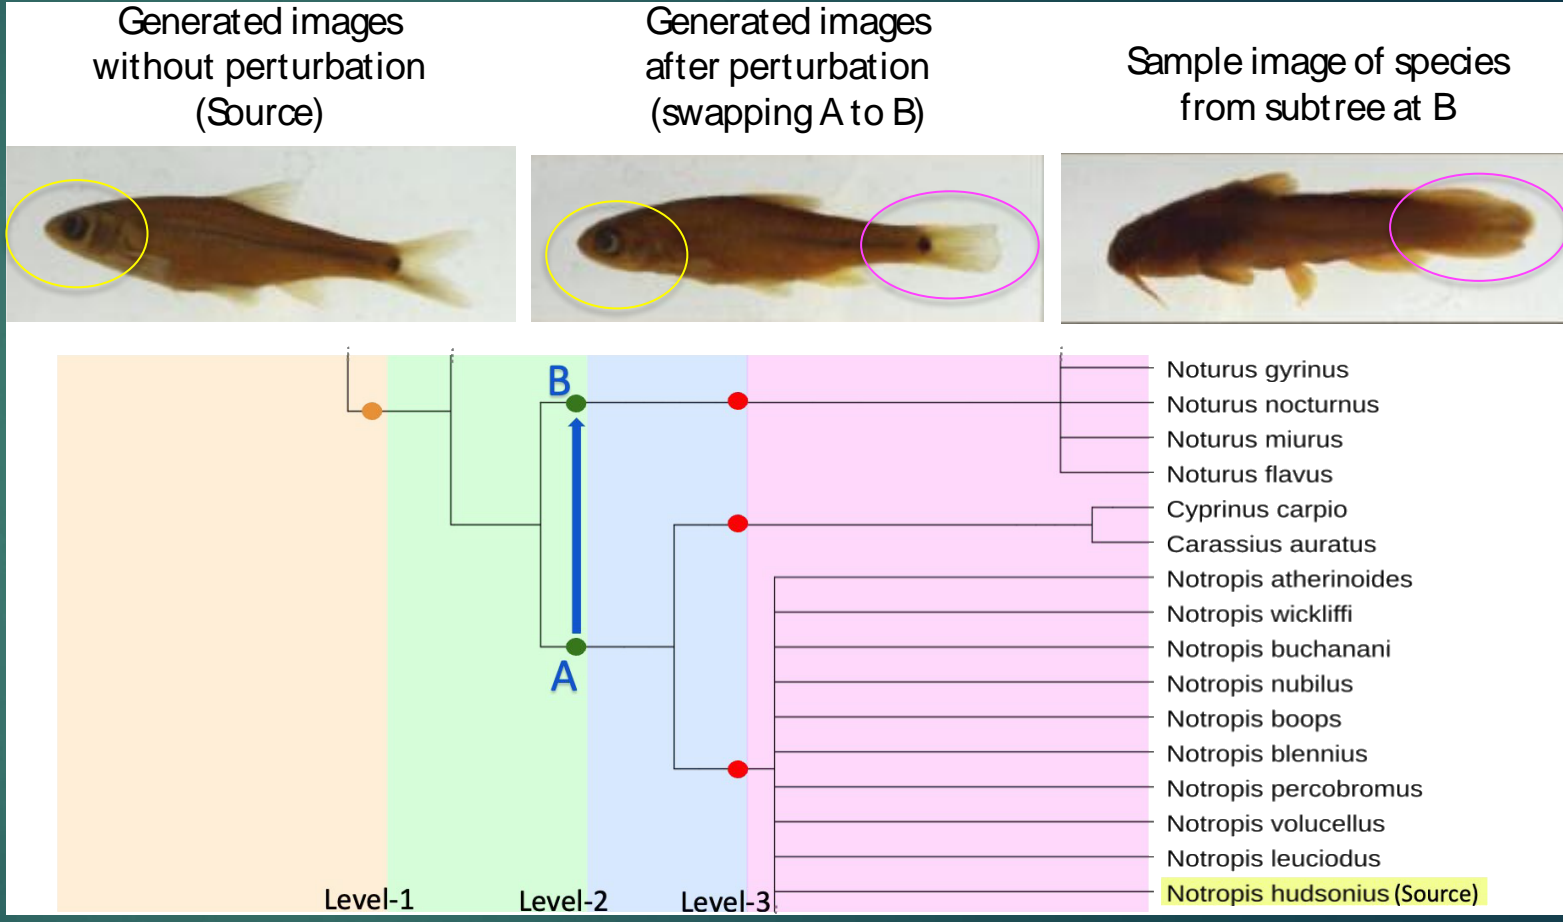 Generated images
without perturbation
(Source)
Generated images
after perturbation
(swapping A to B)
Sample image of species
from subtree at B
B
A
Noturus gyrinus
Noturus nocturnus
Noturus miurus
Noturus flavus
Cyprinus carpio
Carassius auratus
Notropis atherinoides
Notropis wickliffi
Notropis buchanani
Notropis nubilus
Notropis boops
Notropis blennius
Notropis percobromus
Notropis volucellus
Notropis leuciodus
Notropis hudsonius (Source)
Level-1
Level-2
Level-3